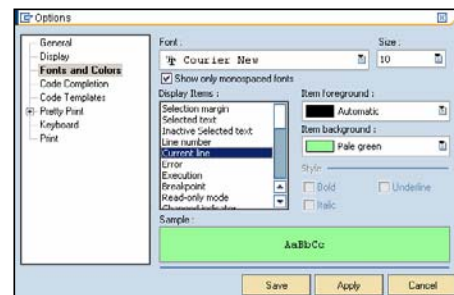 Options
General
Display
Fonts and Colors
Code Completion
Code Templates
Pretty Print
Keyboard
Print
Font :
Size :
Courier New
10
Show only monospaced fonts
Display Items :
Selection margin
Selected text
Inactive Selected text
Line number
Current line
Error
Execution
Breakpoint
Read-only mode
Changed indicator
Item foreground :
Automatic
Item background :
Pale green
Style
Bold
Underline
Italic
Sample :
AaBbCc
Save
Apply
Cancel